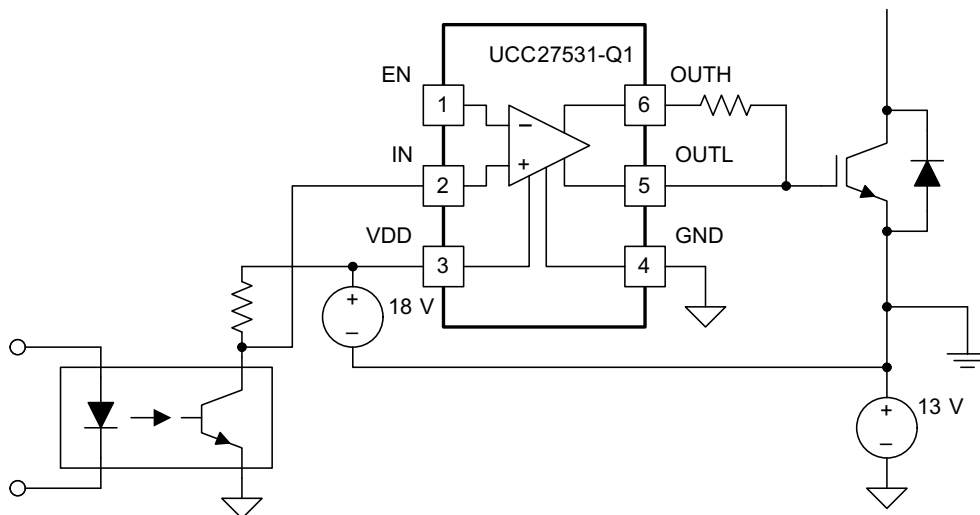 UCC27531-Q1
EN
OUTH
1
6
IN
OUTL
2
5
VDD
GND
3
4
+
18 V
−
+
13 V
−
−
+